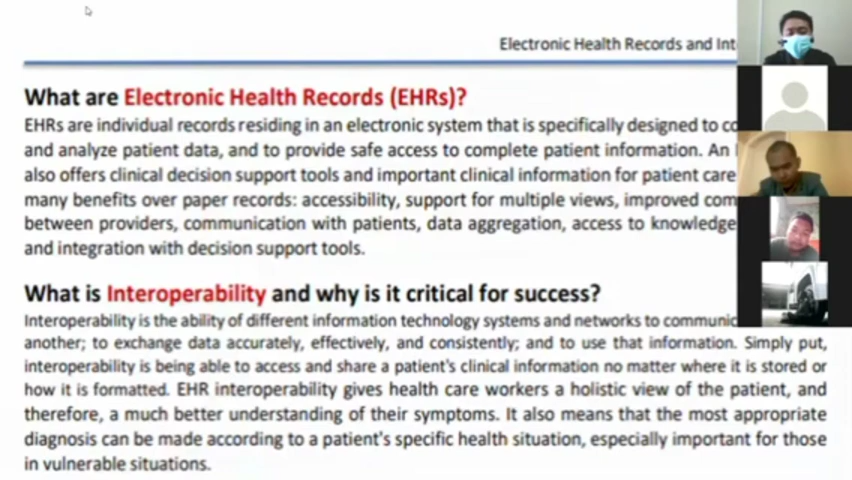 Electronic Health Records and
What are Electronic Health Records (EHRs)?
EHRs are individual records residing in an electronic system that is specifically designed to
and analyze patient data, and to provide safe access to complete patient information. An
also offers clinical decision support tools and important clinical information for patient care
many benefits over paper records: accessibility, support for multiple views, improved
between providers, communication with patients, data aggregation, access to knowledge
and integration with decision support tools.
What is Interoperability and why is it critical for success?
Interoperability is the ability of different information technology systems and networks to
another; to exchange data accurately, effectively, and consistently; and to use that information. Simply put,
interoperability is being able to access and share a patient's clinical information no matter where it is stored or
how it is formatted. EHR interoperability gives health care workers a holistic view of the patient, and
therefore, a much better understanding of their symptoms. It also means that the most appropriate
diagnosis can be made according to a patient's specific health situation, especially important for those
in vulnerable situations.